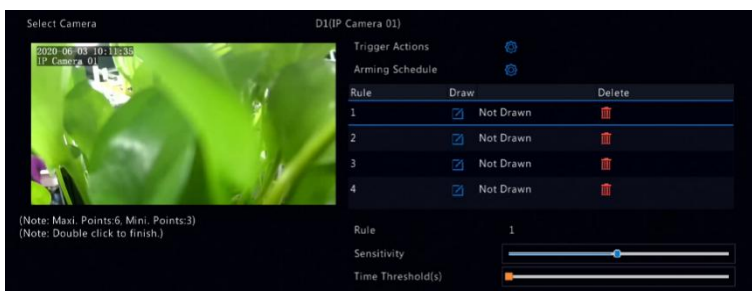 Select Camera D1(IP Camera 01)
2020-06-03 10:11:35
IP Camera 01
Trigger Actions
Arming Schedule
Rule Draw Delete
1 Not Drawn
2 Not Drawn
3 Not Drawn
4 Not Drawn
(Note: Maxi. Points:6, Mini. Points:3)
(Note: Double click to finish.)
Rule 1
Sensitivity
Time Threshold(s)